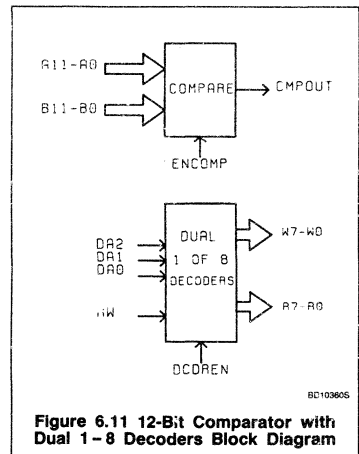 A11-A0
COMPARE
CMPOUT
B11-B0
ENCOMP
DUAL
1 OF 8
DECODERS
W7-W0
DA2
DA1
DA0
R7-R0
RW
DCDREN
BD10360S
Figure 6.11 12-Bit Comparator with
Dual 1-8 Decoders Block Diagram